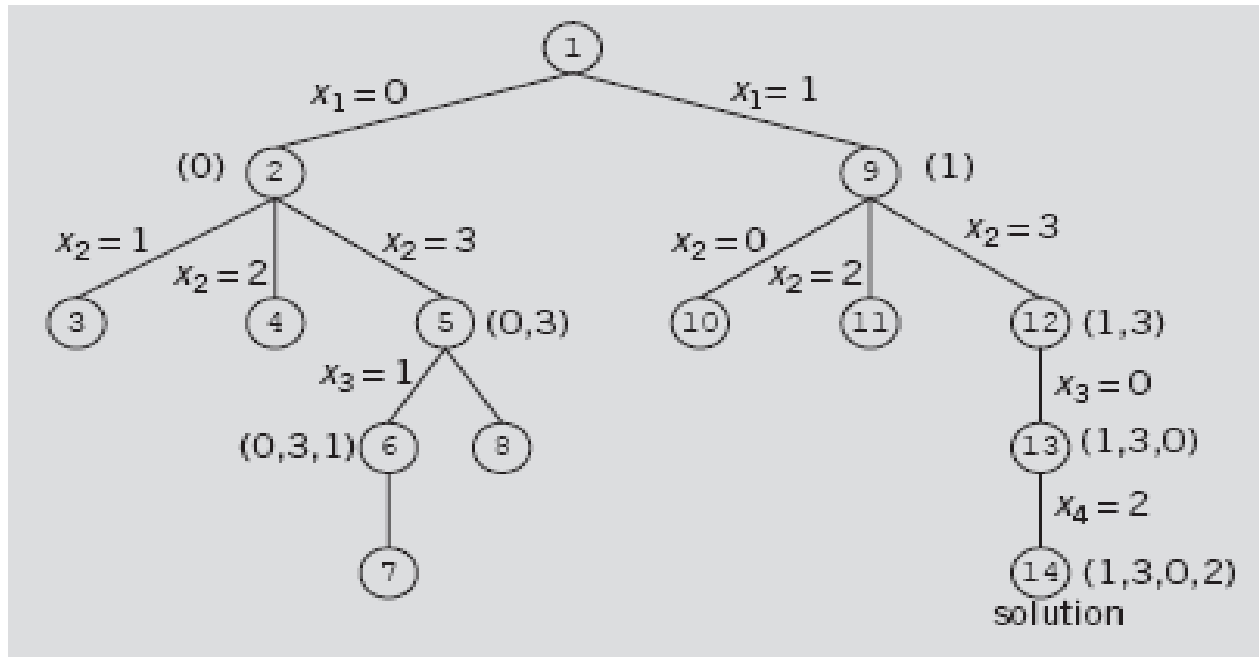 1
x₁ = 0
x₁ = 1
(0) 2
9 (1)
x₂ = 1
x₂ = 2
x₂ = 3
x₂ = 0
x₂ = 2
x₂ = 3
3
4
5 (0,3)
10
11
12 (1,3)
x₃ = 1
x₃ = 0
(0,3,1) 6
8
13 (1,3,0)
x₄ = 2
7
14 (1,3,0,2)
solution